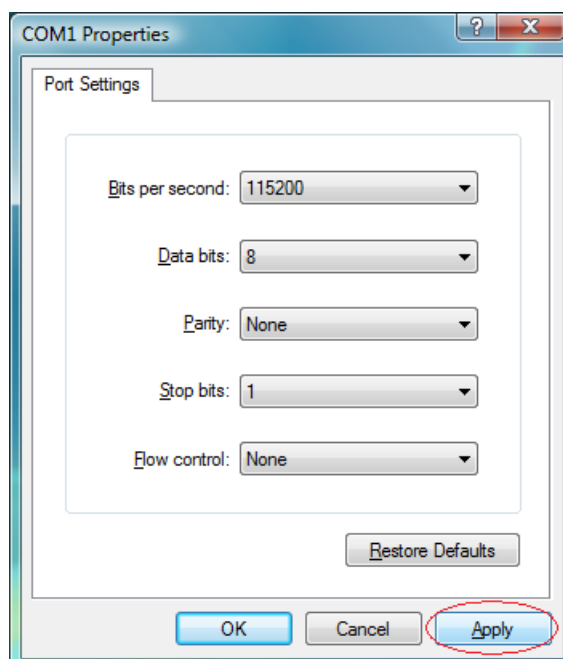 COM1 Properties
Port Settings
Bits per second: 115200
Data bits: 8
Parity: None
Stop bits: 1
Flow control: None
Restore Defaults
OK Cancel Apply